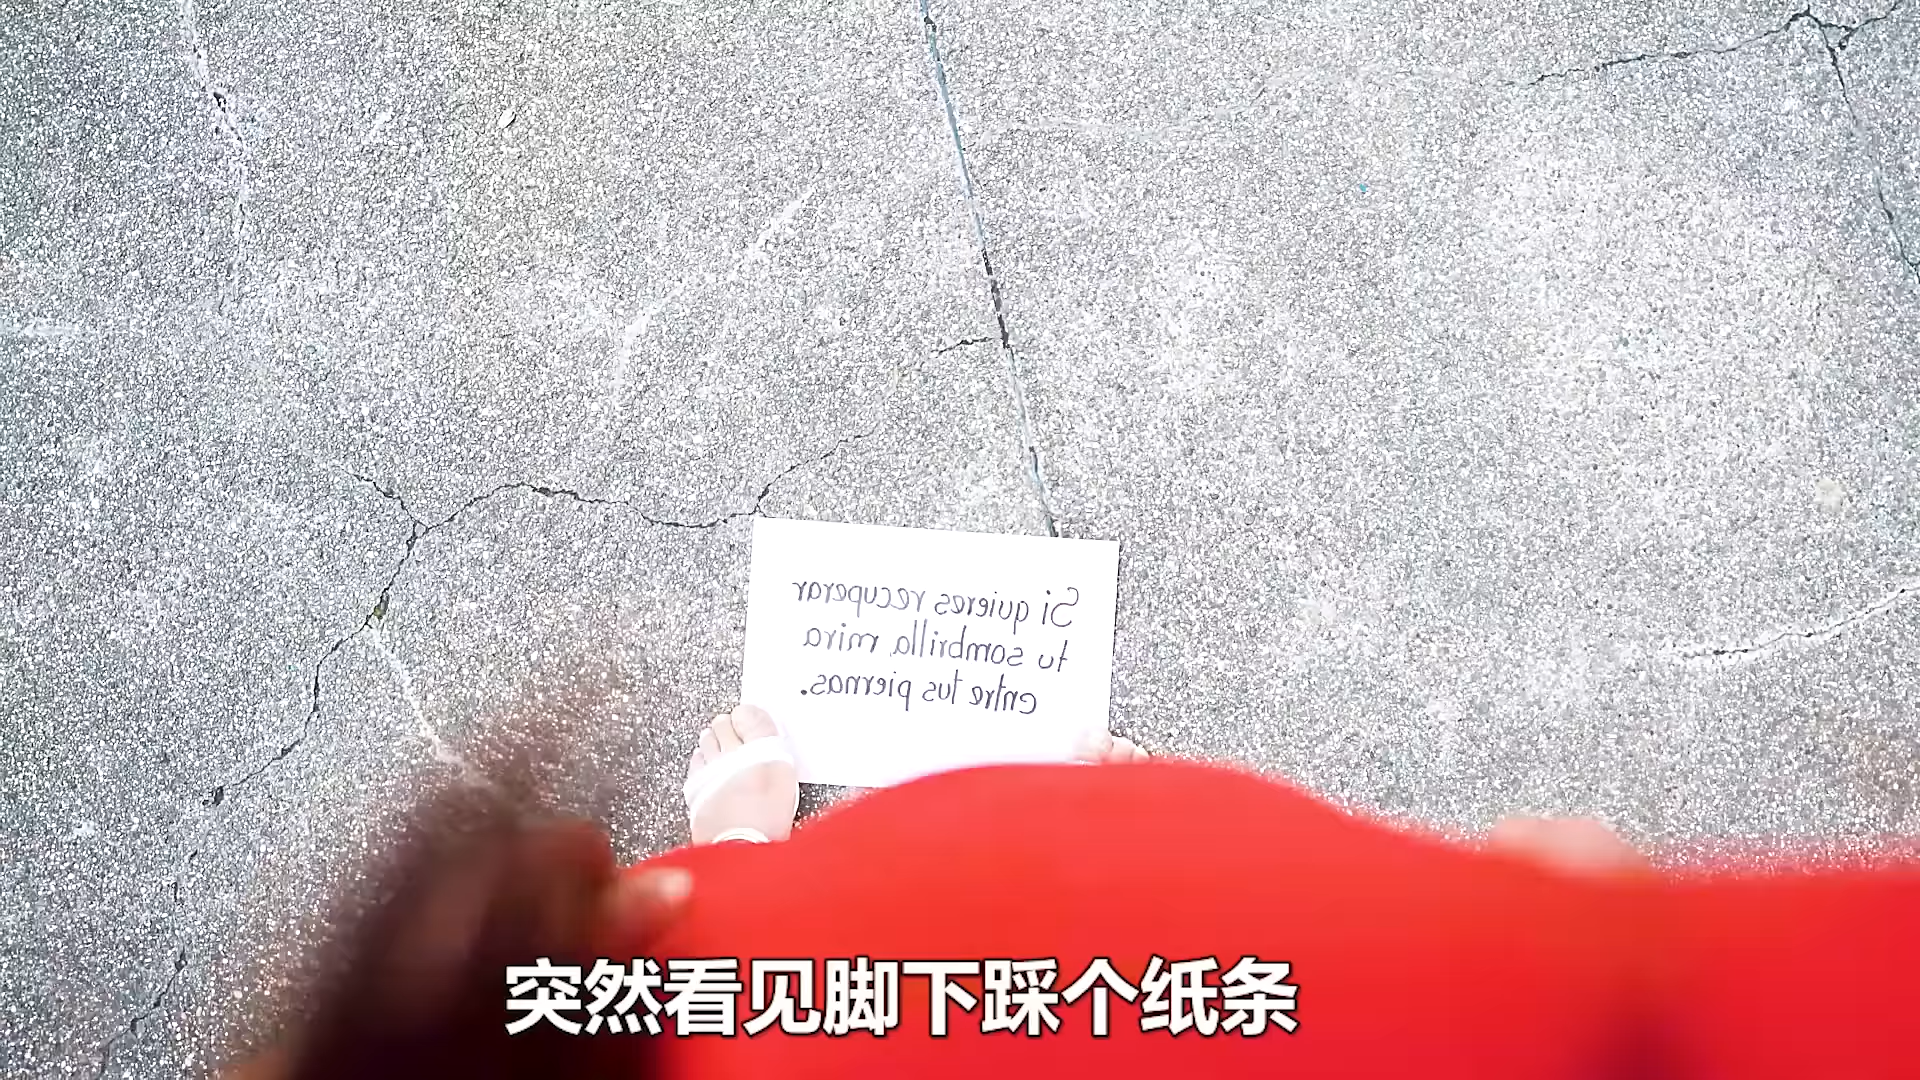 Si quieres recuperar
tu sombrilla, mira
entre tus piernas.
突然看见脚下踩个纸条